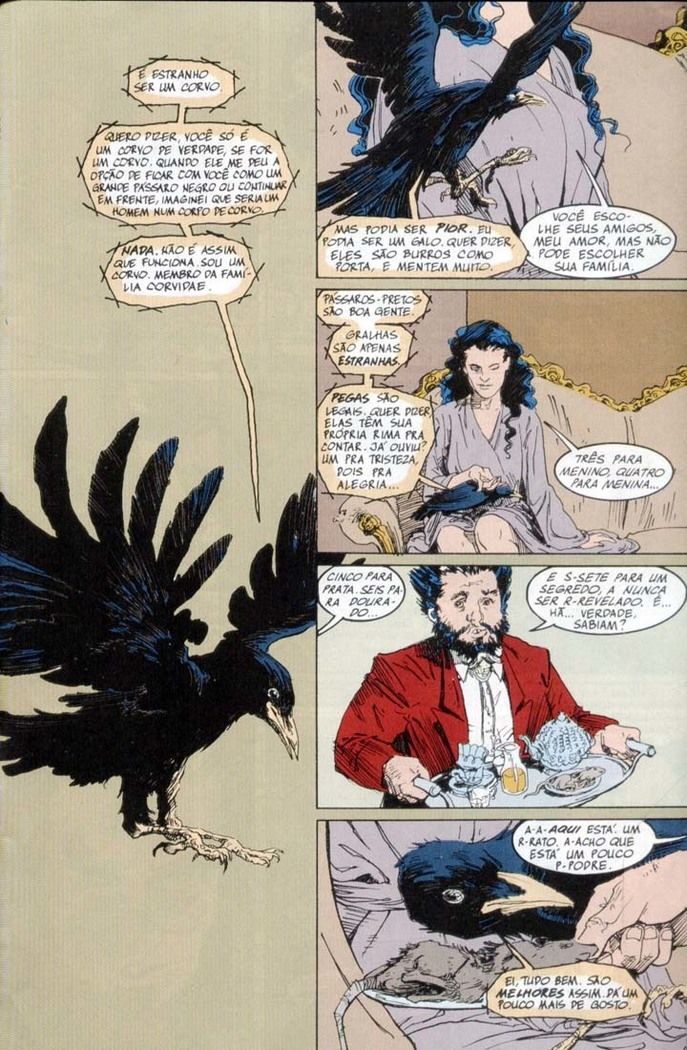 É ESTRANHO
SER UM CORVO.
QUERO DIZER, VOCÊ SÓ É
UM CORVO DE VERDADE, SE FOR
UM CORVO. QUANDO ELE ME DEU A
OPÇÃO DE FICAR COM VOCÊ COMO UM
GRANDE PÁSSARO NEGRO OU CONTINUAR
EM FRENTE, IMAGINEI QUE SERIA UM
HOMEM NUM CORPO DE CORVO.
NADA. NÃO É ASSIM
QUE FUNCIONA. SOU UM
CORVO. MEMBRO DA FAMÍ-
LIA CORVIDAE.
MAS PODIA SER PIOR. EU
PODIA SER UM GALO. QUER DIZER,
ELES SÃO BURROS COMO
PORTA, E MENTEM MUITO.
VOCÊ ESCO-
LHE SEUS AMIGOS,
MEU AMOR, MAS NÃO
PODE ESCOLHER
SUA FAMÍLIA.
PÁSSAROS-PRETOS
SÃO BOA GENTE.
GRALHAS
SÃO APENAS
ESTRANHAS.
PEGAS SÃO
LEGAIS. QUER DIZER,
ELAS TÊM SUA
PRÓPRIA RIMA PRA
CONTAR. JÁ OUVIU?
UM PRA TRISTEZA,
DOIS PRA
ALEGRIA...
TRÊS PARA
MENINO, QUATRO
PARA MENINA...
CINCO PARA
PRATA. SEIS PA-
RA DOURA-
DO...
E S-SETE PARA UM
SEGREDO, A NUNCA
SER R-REVELADO. É...
HÃ... VERDADE,
SABIAM?
A-A-AQUI ESTÁ. UM
R-RATO. A-ACHO QUE
ESTÁ UM POUCO
P-PODRE.
EI, TUDO BEM. SÃO
MELHORES ASSIM. DÁ UM
POUCO MAIS DE GOSTO.